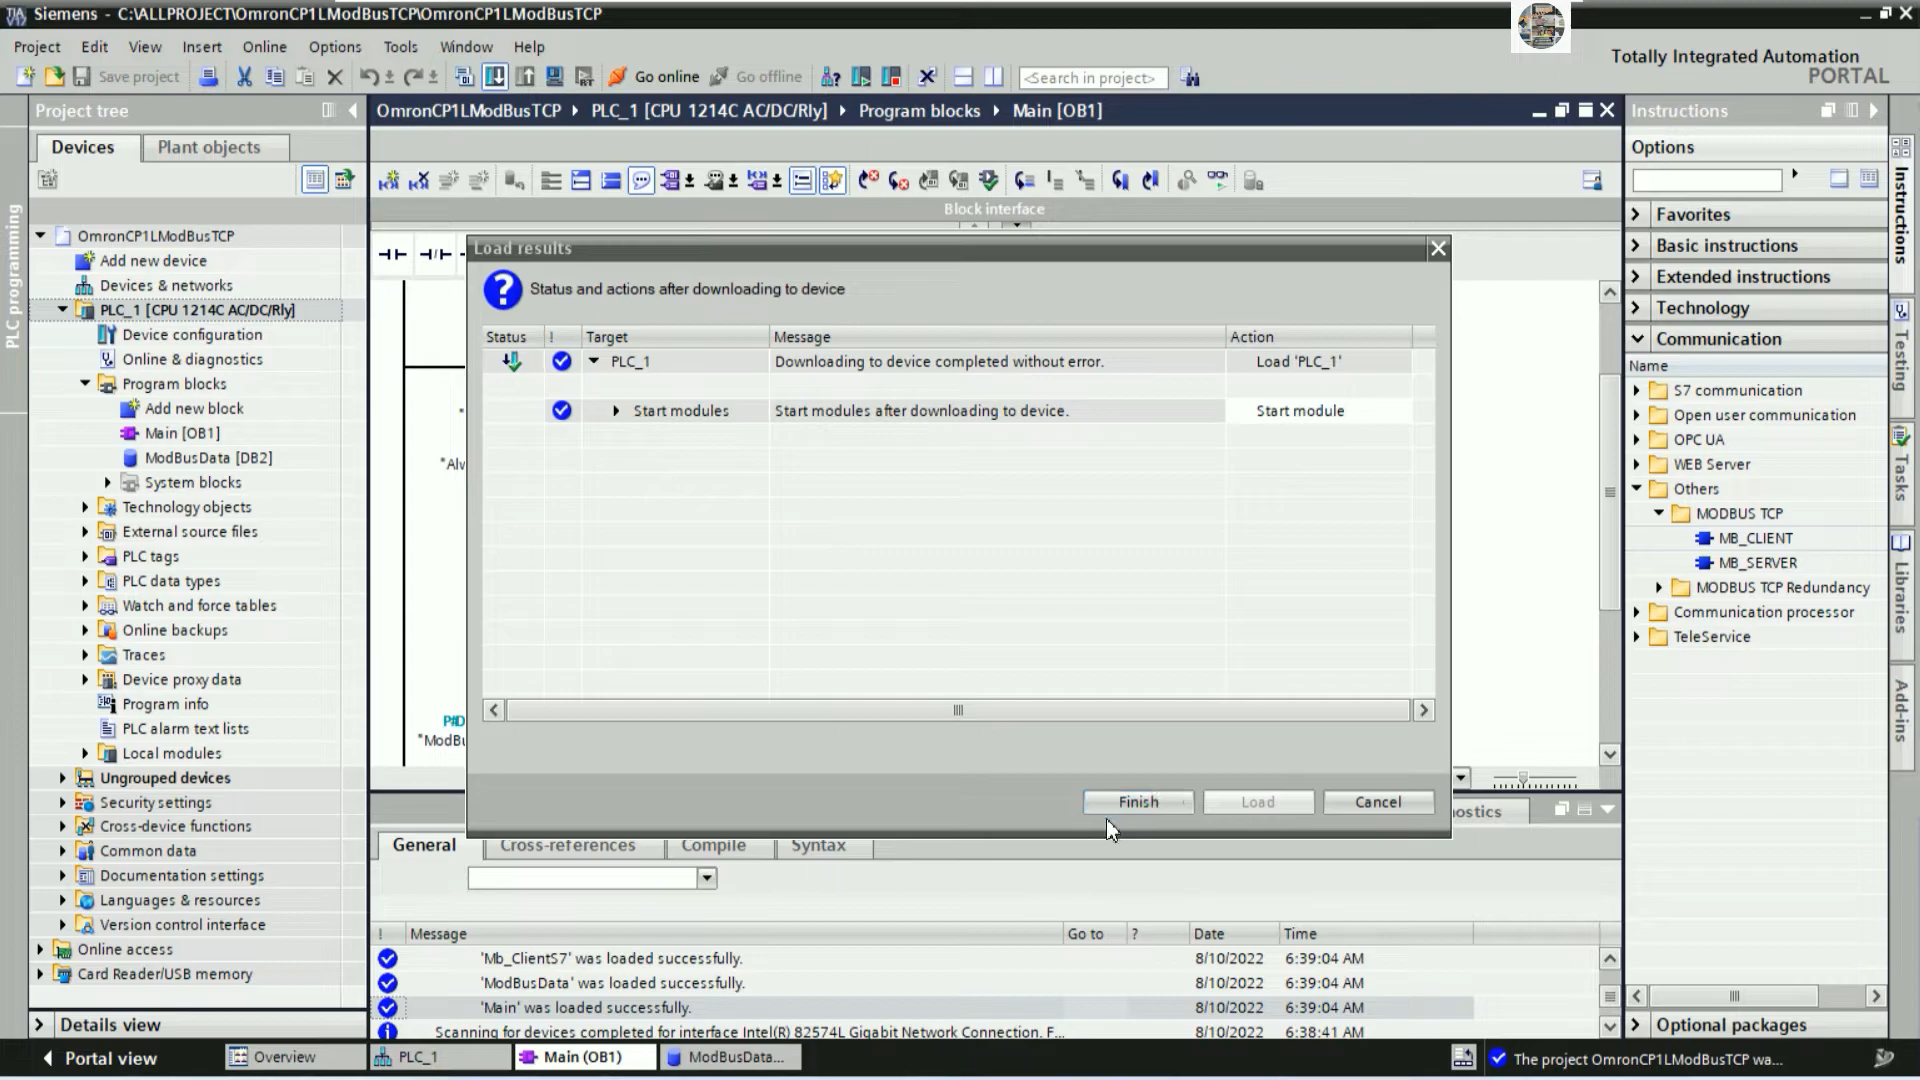 Siemens - C:\ALLPROJECT\OmronCP1LModBusTCP\OmronCP1LModBusTCP
Project Edit View Insert Online Options Tools Window Help
Totally Integrated Automation
PORTAL
Save project
Go online
Go offline
<Search in project>
Project tree
OmronCP1LModBusTCP
PLC_1 [CPU 1214C AC/DC/Rly]
Program blocks
Main [OB1]
Instructions
Devices
Plant objects
Options
Block interface
PLC programming
OmronCP1LModBusTCP
Add new device
Devices & networks
PLC_1 [CPU 1214C AC/DC/Rly]
Device configuration
Online & diagnostics
Program blocks
Add new block
Main [OB1]
ModBusData [DB2]
System blocks
Technology objects
External source files
PLC tags
PLC data types
Watch and force tables
Online backups
Traces
Device proxy data
Program info
PLC alarm text lists
Local modules
Ungrouped devices
Security settings
Cross-device functions
Common data
Documentation settings
Languages & resources
Version control interface
Online access
Card Reader/USB memory
Details view
Load results
Status and actions after downloading to device
Status ! Target Message Action
PLC_1 Downloading to device completed without error. Load 'PLC_1'
Start modules Start modules after downloading to device. Start module
Finish
Load
Cancel
"Alw
P#D
"ModBu
ostics
General
Cross-references
Compile
Syntax
! Message Go to ? Date Time
'Mb_ClientS7' was loaded successfully. 8/10/2022 6:39:04 AM
'ModBusData' was loaded successfully. 8/10/2022 6:39:04 AM
'Main' was loaded successfully. 8/10/2022 6:39:04 AM
Scanning for devices completed for interface Intel(R) 82574L Gigabit Network Connection. F... 8/10/2022 6:38:41 AM
Favorites
Basic instructions
Extended instructions
Technology
Communication
Name
S7 communication
Open user communication
OPC UA
WEB Server
Others
MODBUS TCP
MB_CLIENT
MB_SERVER
MODBUS TCP Redundancy
Communication processor
TeleService
Optional packages
Instructions
Testing
Tasks
Libraries
Add-ins
Portal view
Overview
PLC_1
Main (OB1)
ModBusData...
The project OmronCP1LModBusTCP wa...